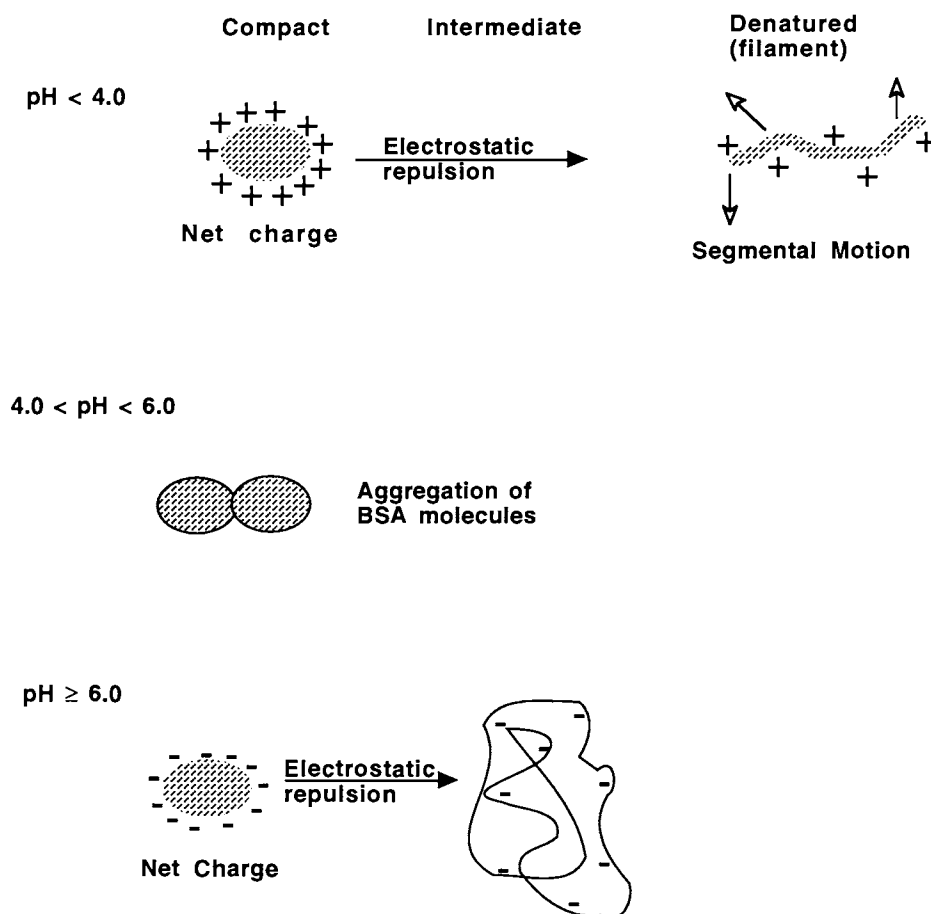 Compact Intermediate Denatured
(filament)
pH < 4.0
+ + + + + + + + + + + +
Electrostatic
repulsion
+ + + + +
Net charge
Segmental Motion
4.0 < pH < 6.0
Aggregation of
BSA molecules
pH ≥ 6.0
Electrostatic
repulsion
Net Charge